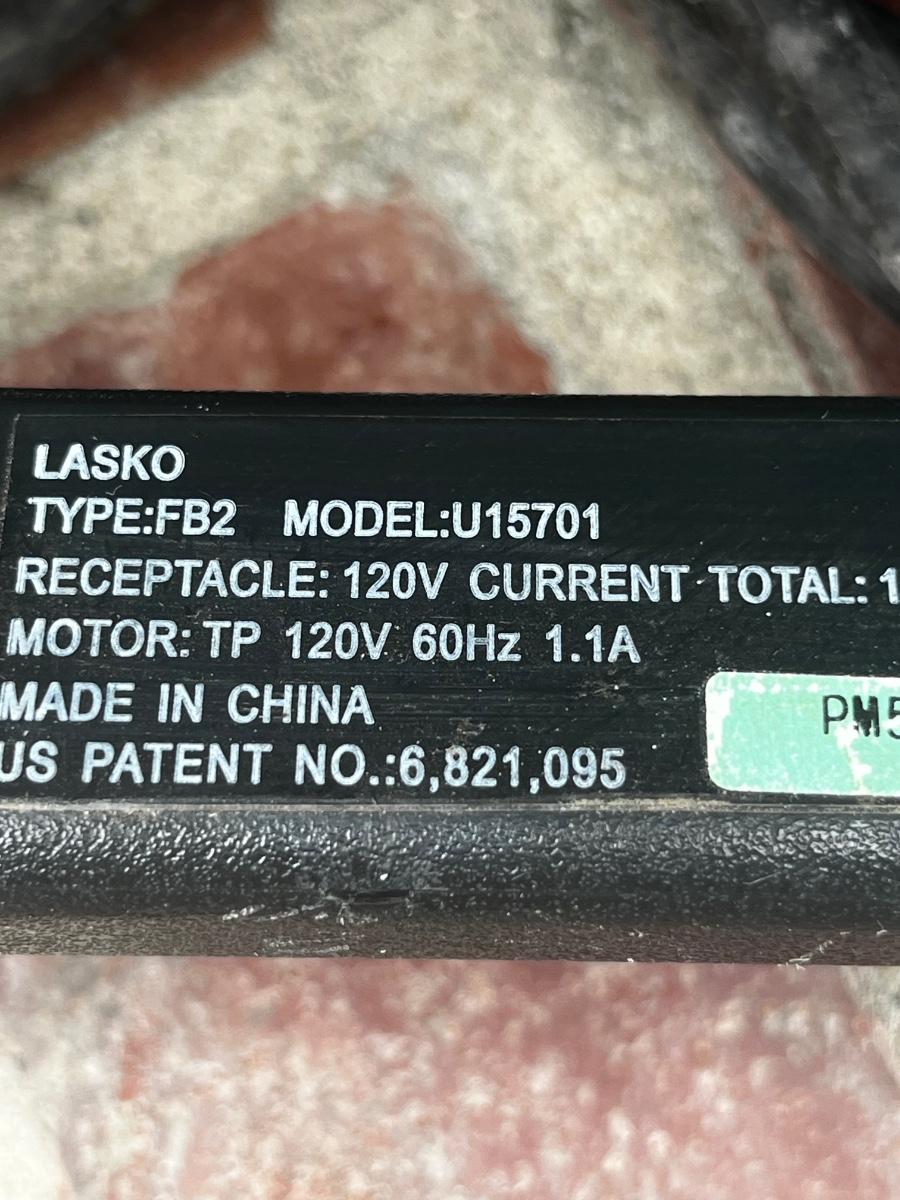 LASKO
TYPE:FB2 MODEL:U15701
RECEPTACLE: 120V CURRENT TOTAL: 1
MOTOR: TP 120V 60Hz 1.1A
MADE IN CHINA
PM5
US PATENT NO.:6,821,095